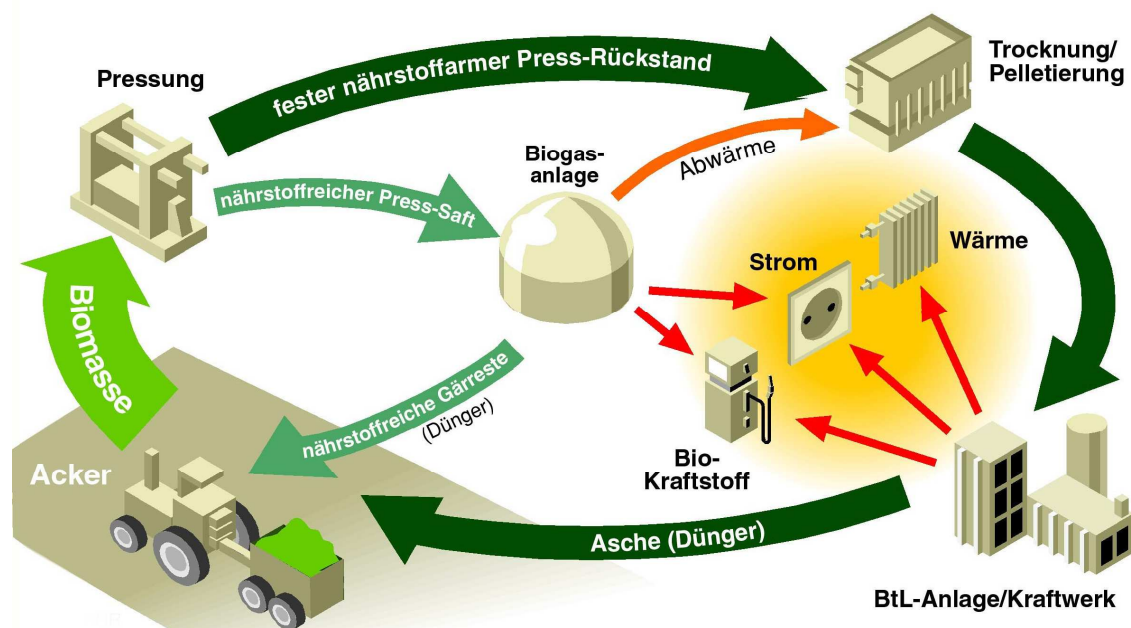 Pressung
fester nährstoffarmer Press-Rückstand
Trocknung/
Pelletierung
nährstoffreicher Press-Saft
Biogas-
anlage
Abwärme
Wärme
Strom
Biomasse
nährstoffreiche Gärreste
(Dünger)
Bio-
Kraftstoff
Acker
Asche (Dünger)
BtL-Anlage/Kraftwerk